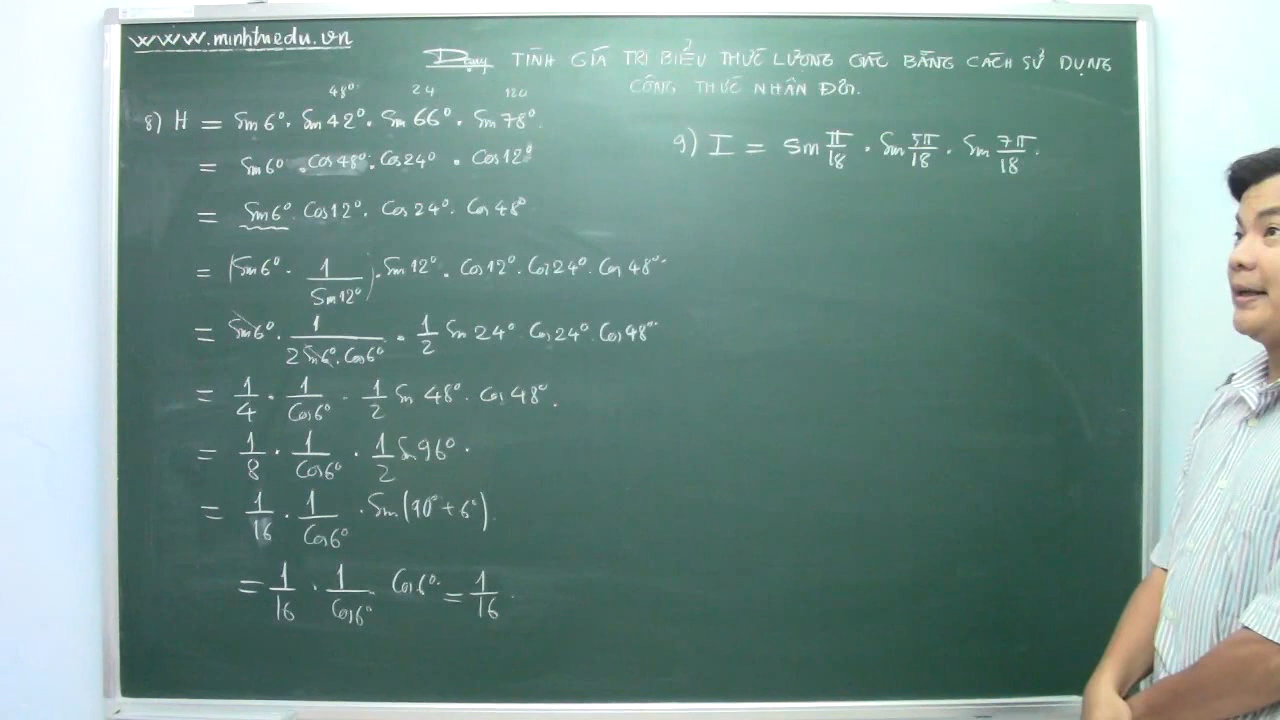 www.minhtuedu.vn
Dạng TÍNH GIÁ TRỊ BIỂU THỨC LƯỢNG GIÁC BẰNG CÁCH SỬ DỤNG
CÔNG THỨC NHÂN ĐÔI.
48° 24 120
8) H = Sin 6° . Sin 42° . Sin 66° . Sin 78°.
= Sin 6° . Cos 48° . Cos 24° . Cos 12°
= Sin 6° . Cos 12° . Cos 24° . Cos 48°
= (Sin 6° . 1/Sin 12°) . Sin 12° . Cos 12° . Cos 24° . Cos 48°.
= Sin 6° . 1/(2 Sin 6° . Cos 6°) . 1/2 Sin 24° Cos 24° Cos 48°.
= 1/4 . 1/Cos 6° . 1/2 Sin 48° . Cos 48°.
= 1/8 . 1/Cos 6° . 1/2 Sin 96° .
= 1/16 . 1/Cos 6° . Sin (90° + 6°).
= 1/16 . 1/Cos 6° Cos 6° = 1/16 .
9) I = Sin π/18 . Sin 5π/18 . Sin 7π/18 .